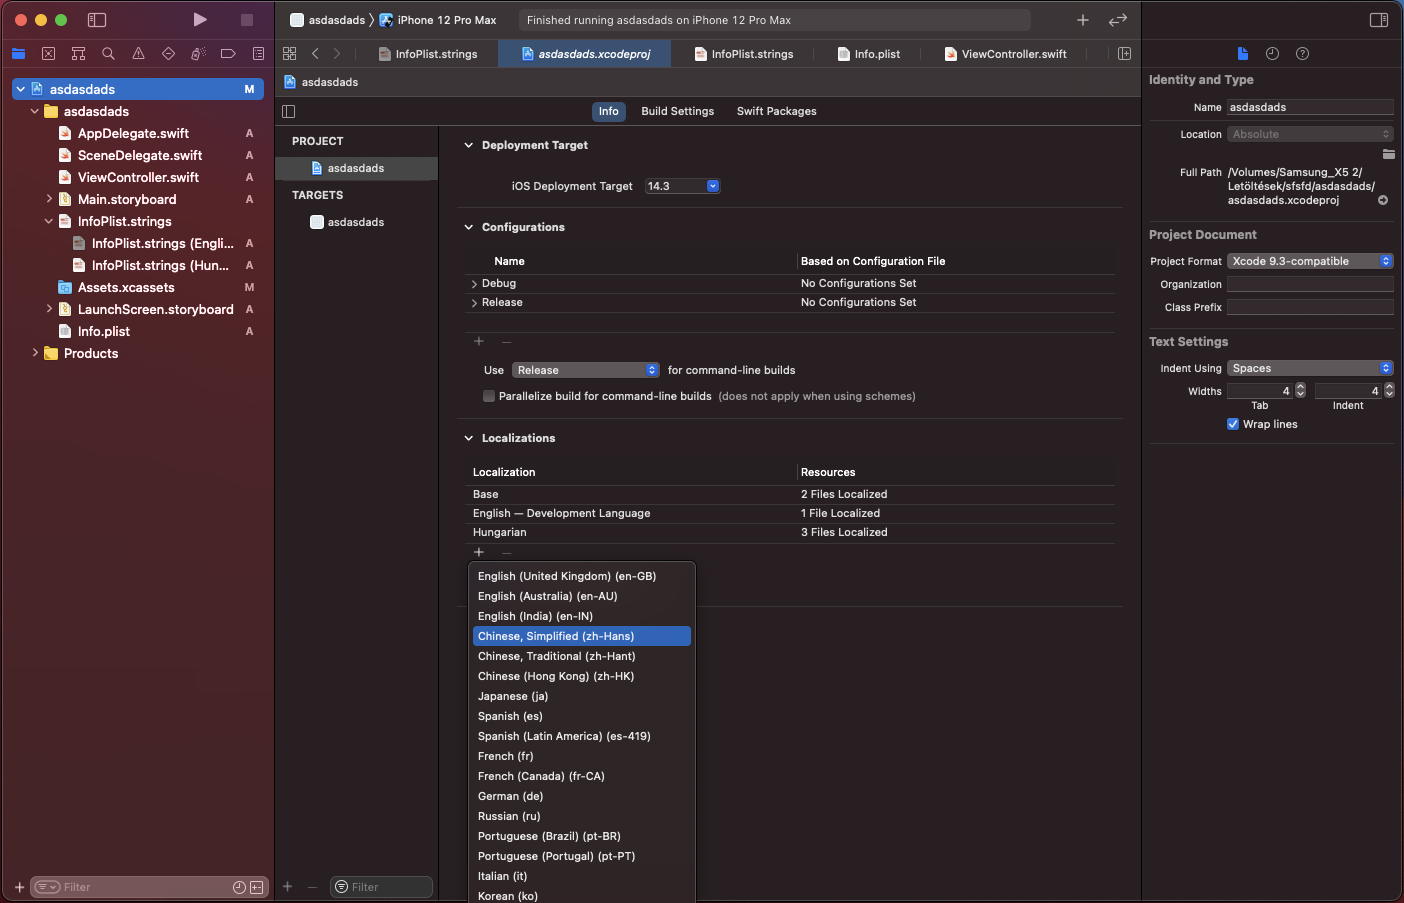 asdasdads
iPhone 12 Pro Max
Finished running asdasdads on iPhone 12 Pro Max
InfoPlist.strings
asdasdads.xcodeproj
InfoPlist.strings
Info.plist
ViewController.swift
asdasdads M
asdasdads
AppDelegate.swift A
SceneDelegate.swift A
ViewController.swift A
Main.storyboard A
InfoPlist.strings
InfoPlist.strings (Engli... A
InfoPlist.strings (Hun... A
Assets.xcassets M
LaunchScreen.storyboard A
Info.plist A
Products
Filter
asdasdads
Info
Build Settings
Swift Packages
PROJECT
asdasdads
TARGETS
asdasdads
Filter
Deployment Target
iOS Deployment Target 14.3
Configurations
Name Based on Configuration File
Debug No Configurations Set
Release No Configurations Set
Use Release for command-line builds
Parallelize build for command-line builds (does not apply when using schemes)
Localizations
Localization Resources
Base 2 Files Localized
English — Development Language 1 File Localized
Hungarian 3 Files Localized
English (United Kingdom) (en-GB)
English (Australia) (en-AU)
English (India) (en-IN)
Chinese, Simplified (zh-Hans)
Chinese, Traditional (zh-Hant)
Chinese (Hong Kong) (zh-HK)
Japanese (ja)
Spanish (es)
Spanish (Latin America) (es-419)
French (fr)
French (Canada) (fr-CA)
German (de)
Russian (ru)
Portuguese (Brazil) (pt-BR)
Portuguese (Portugal) (pt-PT)
Italian (it)
Korean (ko)
Identity and Type
Name asdasdads
Location Absolute
Full Path /Volumes/Samsung_X5 2/
Letöltések/sfsfd/asdasdads/
asdasdads.xcodeproj
Project Document
Project Format Xcode 9.3-compatible
Organization
Class Prefix
Text Settings
Indent Using Spaces
Widths 4 4
Tab Indent
Wrap lines